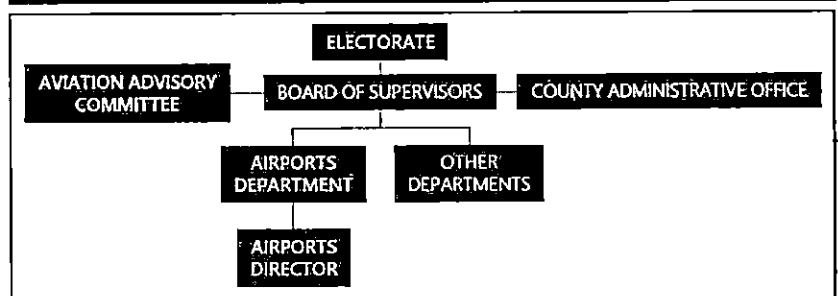 ELECTORATE
AVIATION ADVISORY
COMMITTEE
BOARD OF SUPERVISORS
COUNTY ADMINISTRATIVE OFFICE
AIRPORTS
DEPARTMENT
OTHER
DEPARTMENTS
AIRPORTS
DIRECTOR